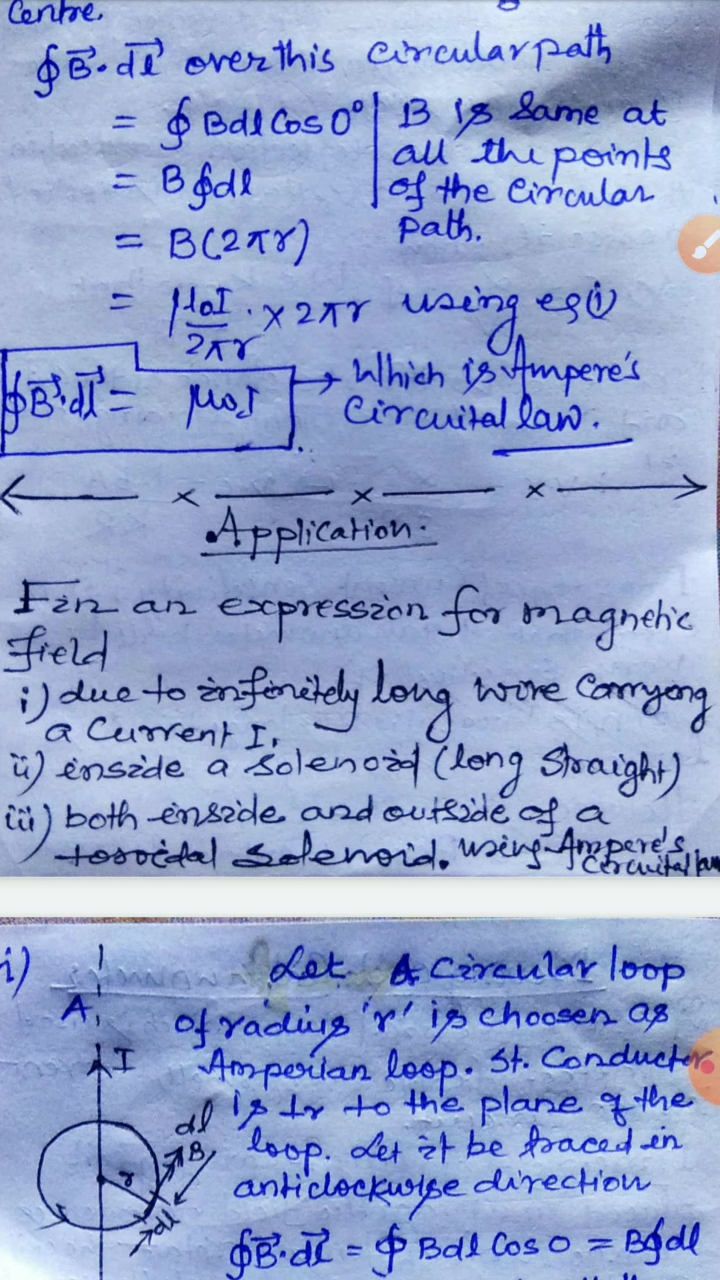 Centre.
∮B⃗·dl⃗ over this circular path
= ∮ Bdl Cos 0° | B is Same at
all the points
= B∮dl
of the Circular
path.
= B(2πr)
= μ₀I/2πr · × 2πr using eq(i)
∮B⃗·dl⃗ = μ₀I → Which is Ampere's
Circuital law.
← × × × →
Application.
Fin an expression for magnetic
field
i) due to infinitely long wire Carrying
a Current I.
ii) inside a Solenoid (long Straight)
iii) both inside and outside of a
toroidal Solenoid. using Ampere's
Circuital law
i) Let A Circular loop
A of radius 'r' is choosen as
I Amperian loop. St. Conductor
is ⊥r to the plane of the
dl B loop. Let it be traced in
r dl anticlockwise direction
∮B⃗·dl⃗ = ∮ Bdl Cos 0 = B∮dl